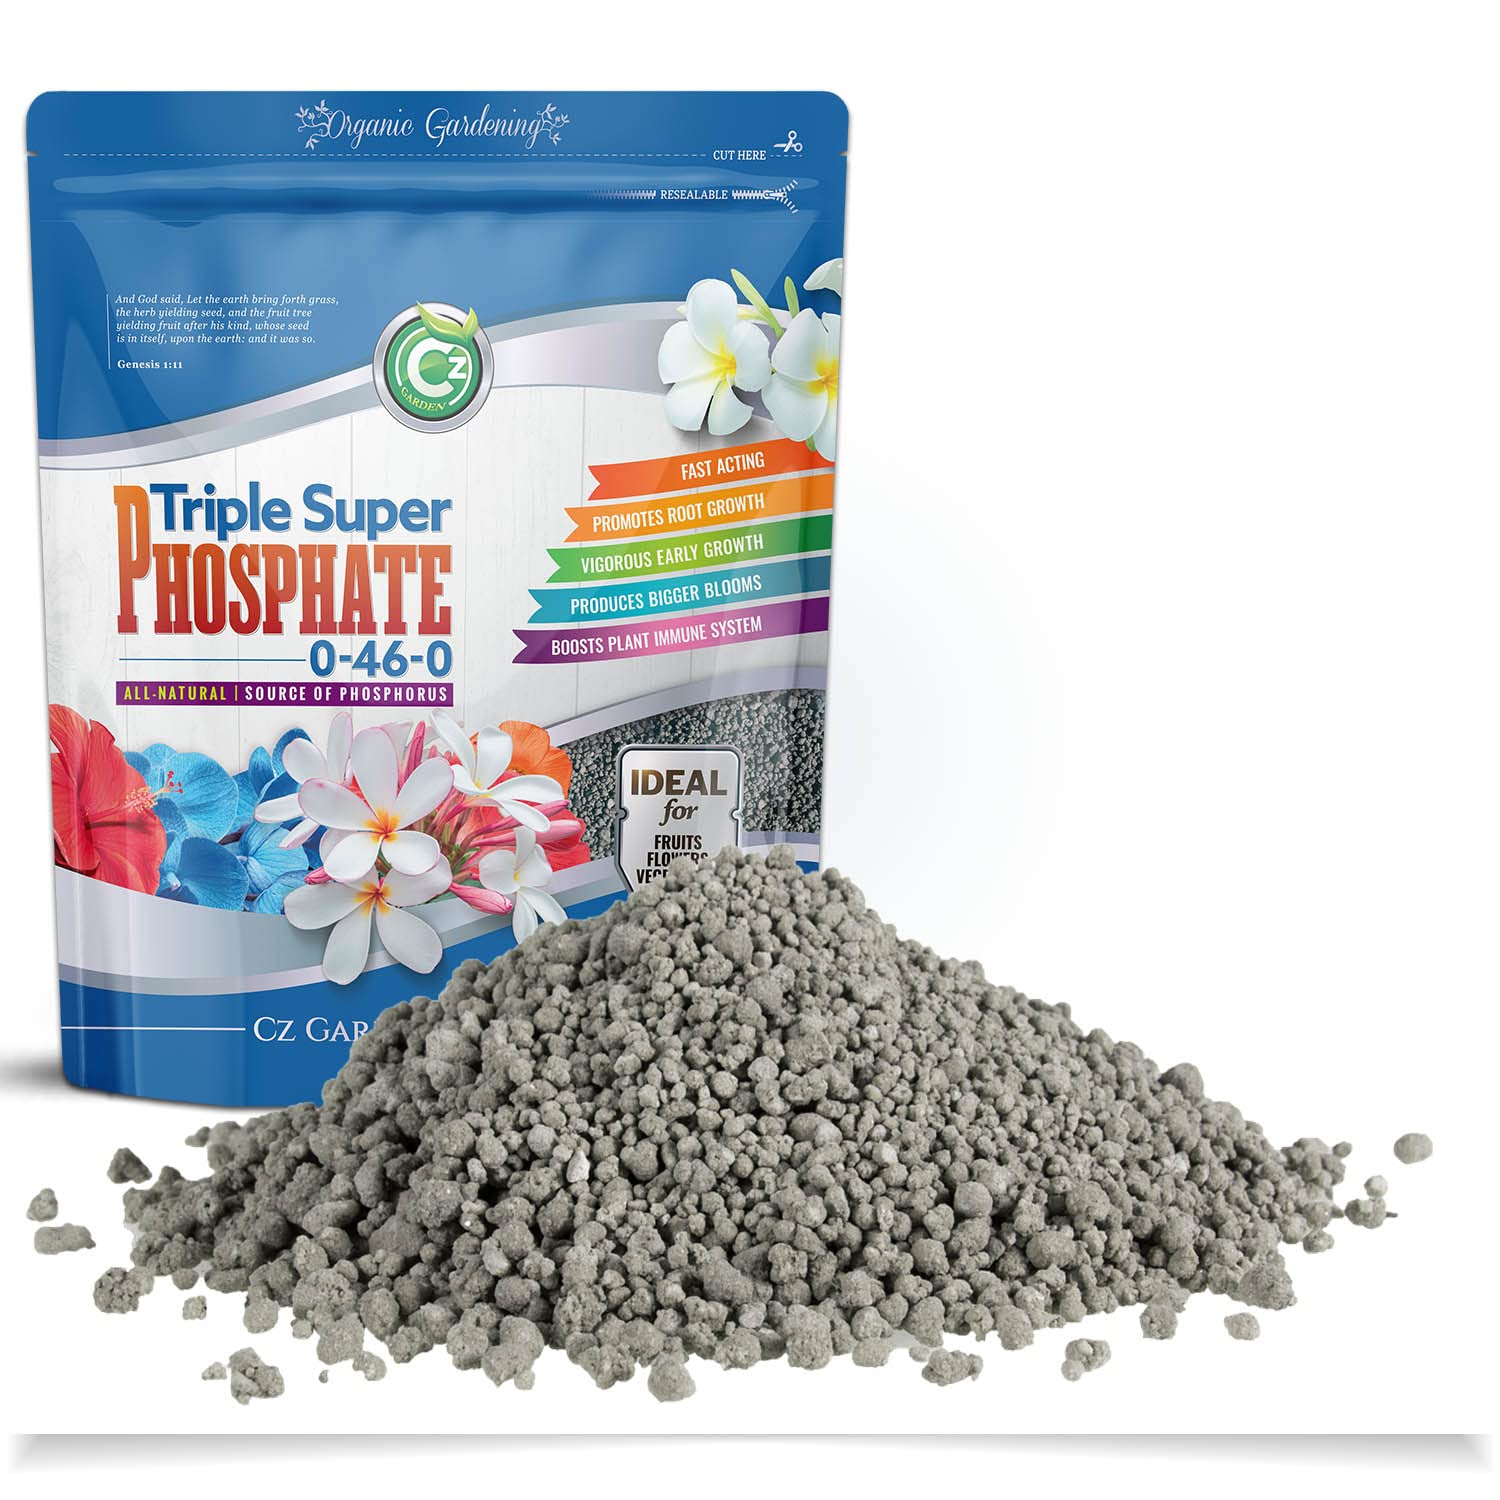 Organic Gardening
CUT HERE
RESEALABLE
And God said, Let the earth bring forth grass,
the herb yielding seed, and the fruit tree
yielding fruit after his kind, whose seed
is in itself, upon the earth: and it was so.
Genesis 1:11
Cz
GARDEN
FAST ACTING
PROMOTES ROOT GROWTH
VIGOROUS EARLY GROWTH
PRODUCES BIGGER BLOOMS
BOOSTS PLANT IMMUNE SYSTEM
Triple Super
PHOSPHATE
0-46-0
ALL-NATURAL | SOURCE OF PHOSPHORUS
IDEAL
for
FRUITS
FLOWERS
CZ